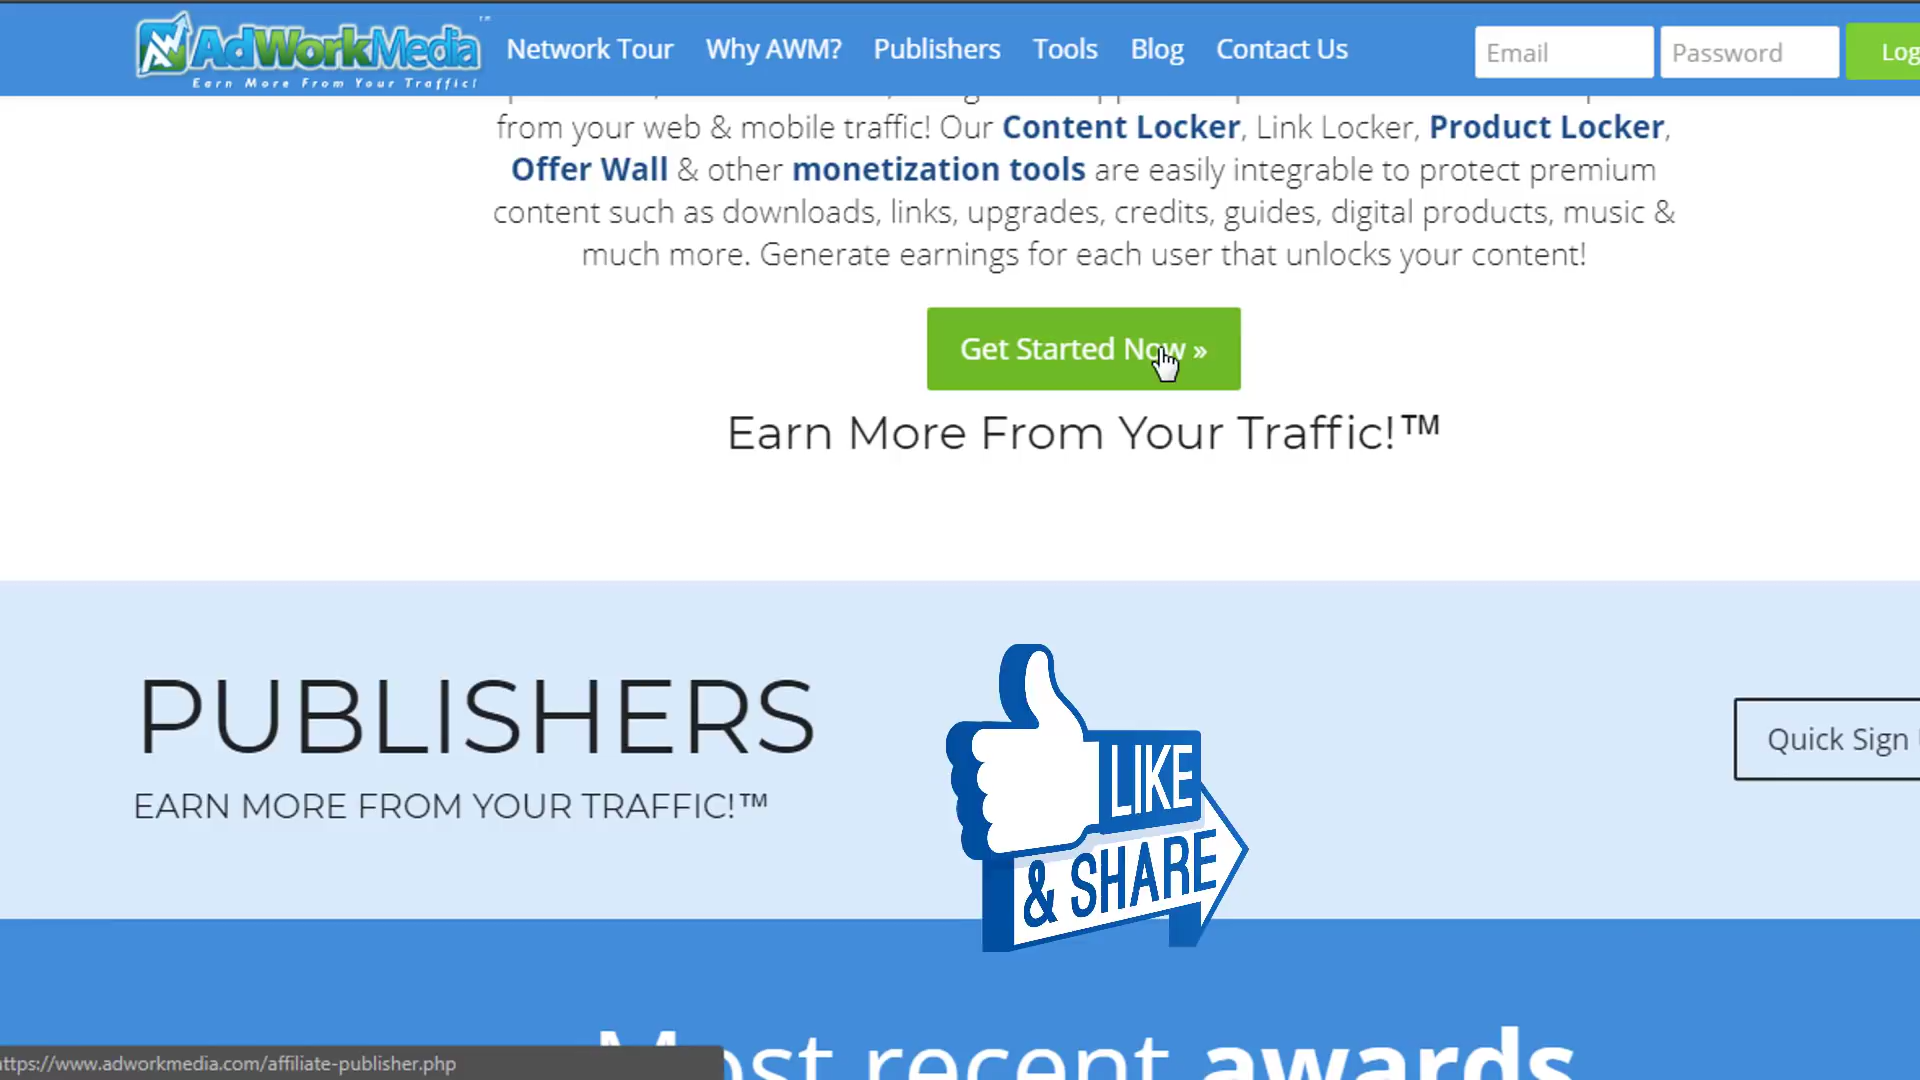 AdWorkMedia™
Earn More From Your Traffic!
Network Tour Why AWM? Publishers Tools Blog Contact Us
Email Password Log
from your web & mobile traffic! Our Content Locker, Link Locker, Product Locker,
Offer Wall & other monetization tools are easily integrable to protect premium
content such as downloads, links, upgrades, credits, guides, digital products, music &
much more. Generate earnings for each user that unlocks your content!
Get Started Now »
Earn More From Your Traffic!™
PUBLISHERS
EARN MORE FROM YOUR TRAFFIC!™
LIKE
& SHARE
Quick Sign
Most recent awards
ttps://www.adworkmedia.com/affiliate-publisher.php